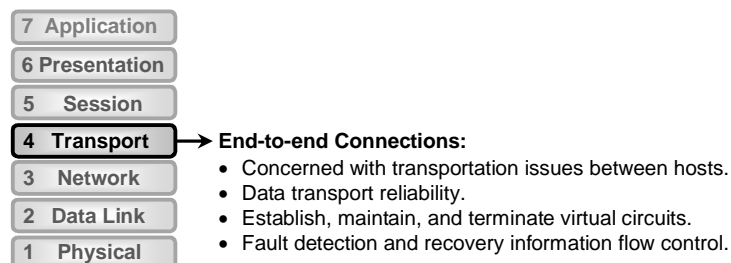 7 Application
6 Presentation
5 Session
4 Transport
End-to-end Connections:
• Concerned with transportation issues between hosts.
3 Network
• Data transport reliability.
2 Data Link
• Establish, maintain, and terminate virtual circuits.
1 Physical
• Fault detection and recovery information flow control.